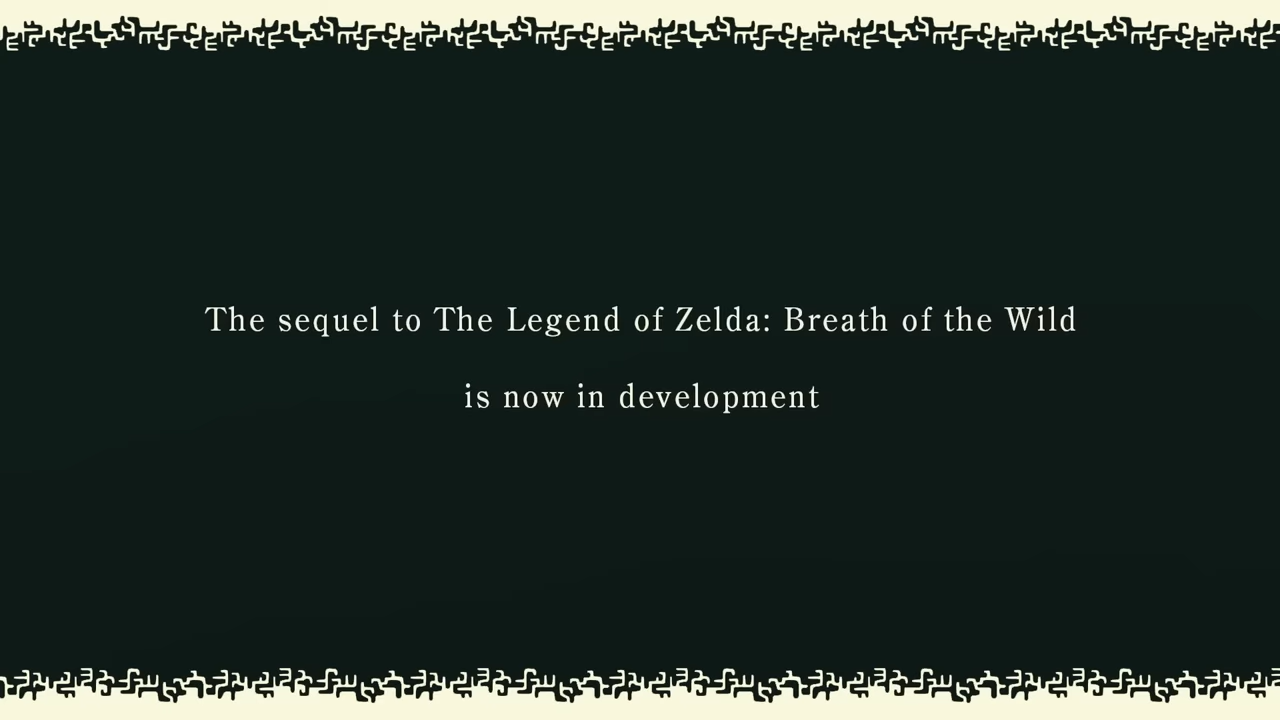 The sequel to The Legend of Zelda: Breath of the Wild
is now in development